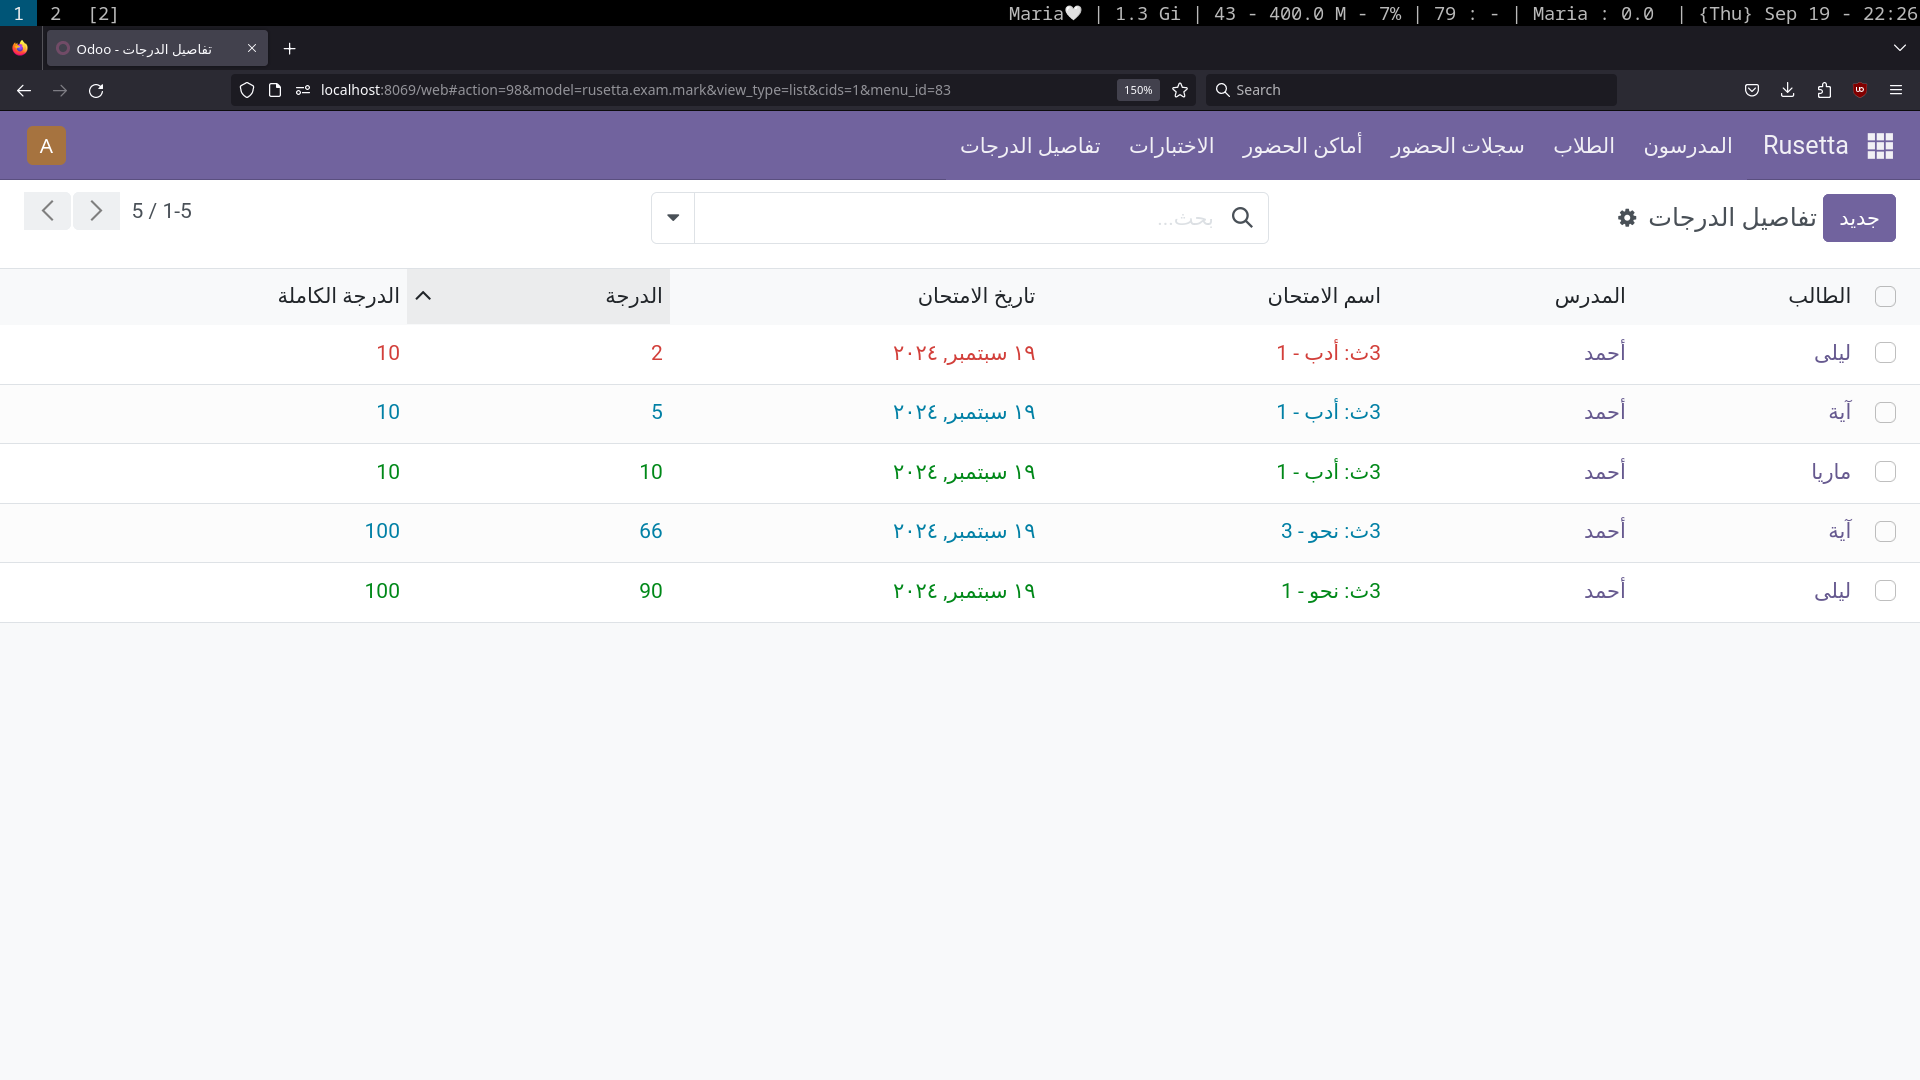 1 2 [2] Maria🤍 | 1.3 Gi | 43 - 400.0 M - 7% | 79 : - | Maria : 0.0 | {Thu} Sep 19 - 22:26
Odoo - تفاصيل الدرجات
localhost:8069/web#action=98&model=rusetta.exam.mark&view_type=list&cids=1&menu_id=83 150% Search
Rusetta المدرسون الطلاب سجلات الحضور أماكن الحضور الاختبارات تفاصيل الدرجات A
جديد تفاصيل الدرجات بحث... 1-5 / 5
الطالب المدرس اسم الامتحان تاريخ الامتحان الدرجة الدرجة الكاملة
ليلى أحمد 3ث: أدب - 1 ١٩ سبتمبر, ٢٠٢٤ 2 10
آية أحمد 3ث: أدب - 1 ١٩ سبتمبر, ٢٠٢٤ 5 10
ماريا أحمد 3ث: أدب - 1 ١٩ سبتمبر, ٢٠٢٤ 10 10
آية أحمد 3ث: نحو - 3 ١٩ سبتمبر, ٢٠٢٤ 66 100
ليلى أحمد 3ث: نحو - 1 ١٩ سبتمبر, ٢٠٢٤ 90 100